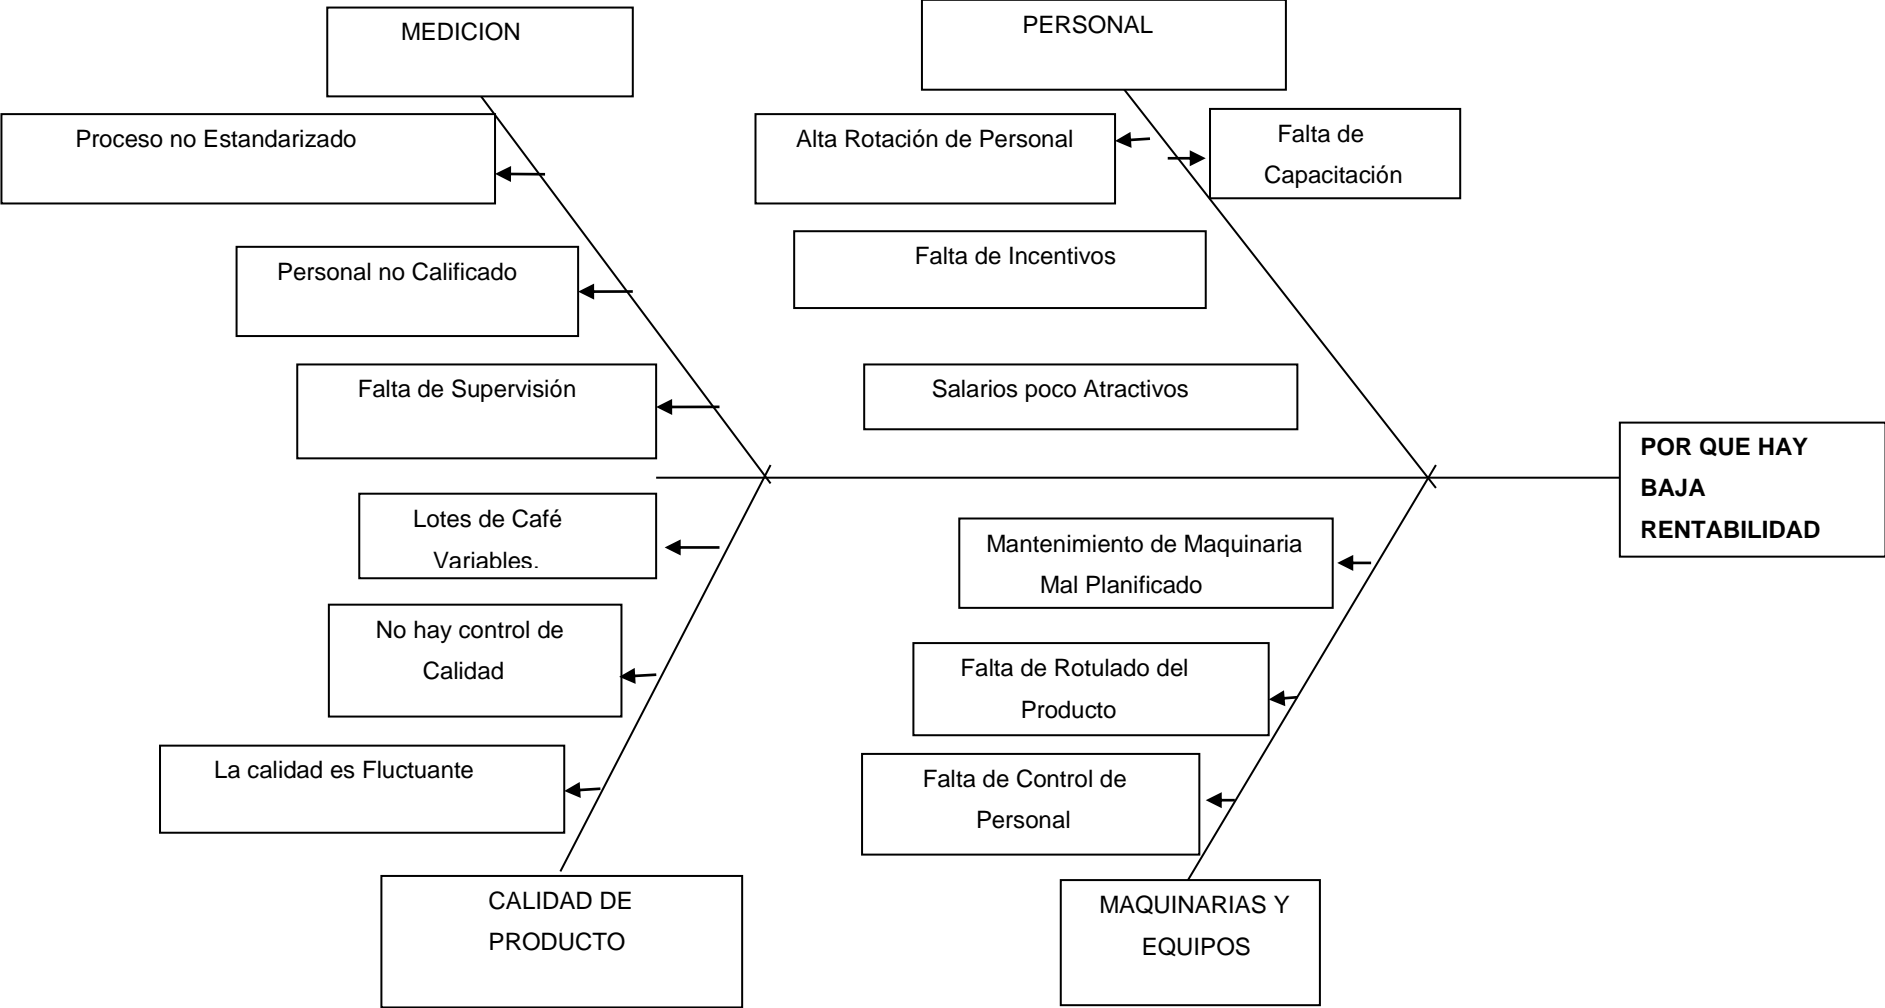 MEDICION
PERSONAL
Proceso no Estandarizado
Alta Rotación de Personal
Falta de
Capacitación
Personal no Calificado
Falta de Incentivos
Falta de Supervisión
Salarios poco Atractivos
POR QUE HAY
BAJA
RENTABILIDAD
Lotes de Café
Variables.
Mantenimiento de Maquinaria
Mal Planificado
No hay control de
Calidad
Falta de Rotulado del
Producto
La calidad es Fluctuante
Falta de Control de
Personal
CALIDAD DE
PRODUCTO
MAQUINARIAS Y
EQUIPOS